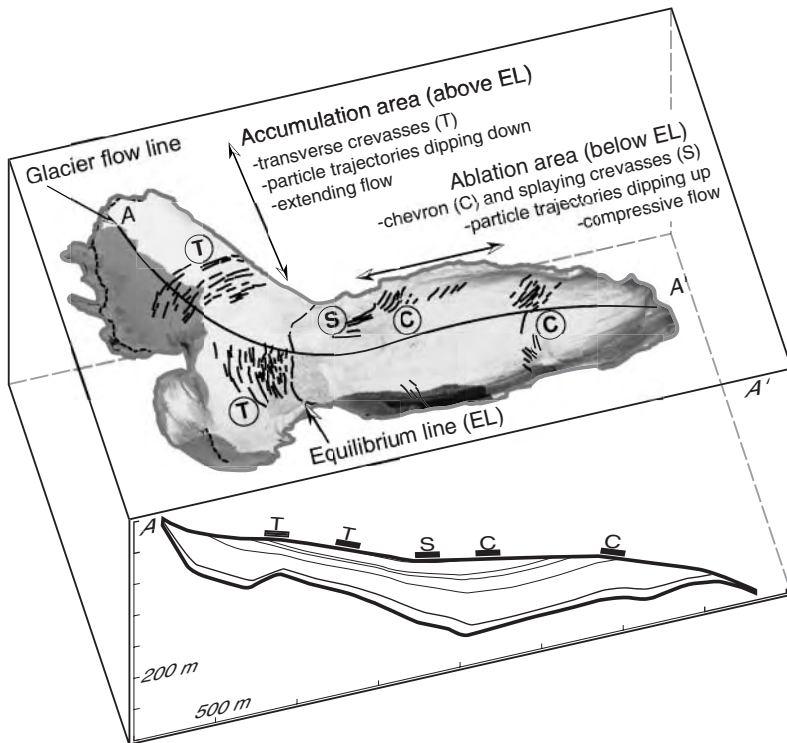 Accumulation area (above EL)
-transverse crevasses (T)
-particle trajectories dipping down
-extending flow
Glacier flow line
Ablation area (below EL)
-chevron (C) and splaying crevasses (S)
-particle trajectories dipping up
-compressive flow
A
T
S
C
C
A'
T
Equilibrium line (EL)
A'
A
T
T
S
C
C
200 m
500 m